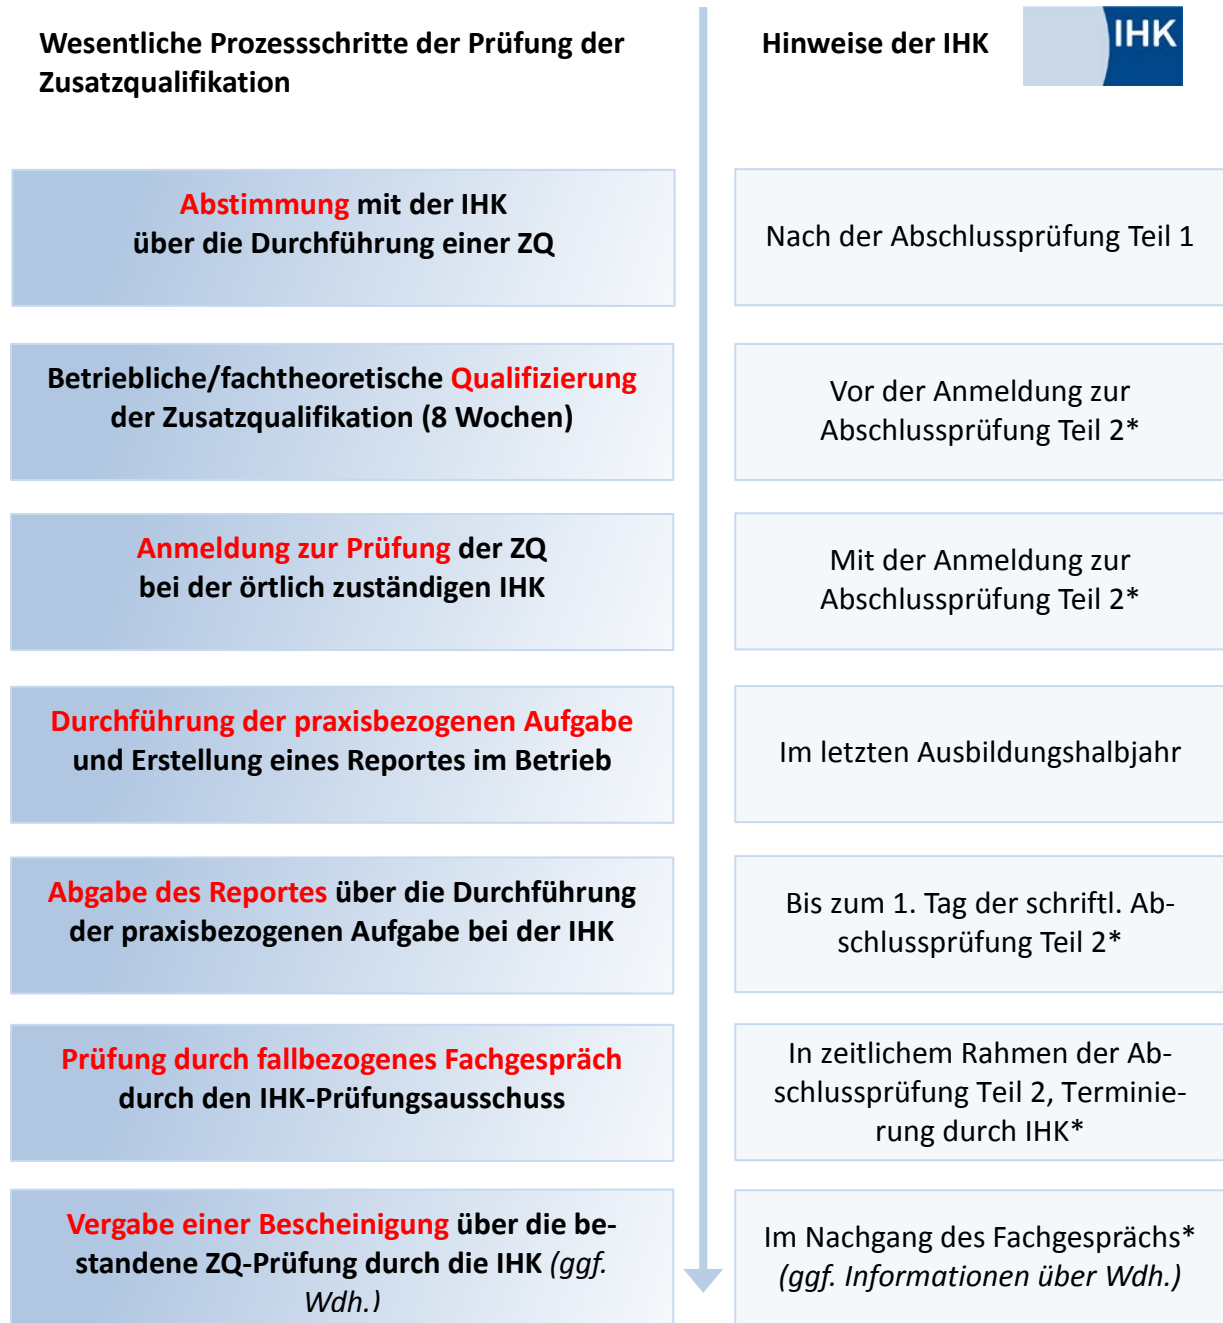 Wesentliche Prozessschritte der Prüfung der
Zusatzqualifikation
Hinweise der IHK
IHK
Abstimmung mit der IHK
über die Durchführung einer ZQ
Nach der Abschlussprüfung Teil 1
Betriebliche/fachtheoretische Qualifizierung
der Zusatzqualifikation (8 Wochen)
Vor der Anmeldung zur
Abschlussprüfung Teil 2*
Anmeldung zur Prüfung der ZQ
bei der örtlich zuständigen IHK
Mit der Anmeldung zur
Abschlussprüfung Teil 2*
Durchführung der praxisbezogenen Aufgabe
und Erstellung eines Reportes im Betrieb
Im letzten Ausbildungshalbjahr
Abgabe des Reportes über die Durchführung
der praxisbezogenen Aufgabe bei der IHK
Bis zum 1. Tag der schriftl. Ab-
schlussprüfung Teil 2*
Prüfung durch fallbezogenes Fachgespräch
durch den IHK-Prüfungsausschuss
In zeitlichem Rahmen der Ab-
schlussprüfung Teil 2, Terminie-
rung durch IHK*
Vergabe einer Bescheinigung über die be-
standene ZQ-Prüfung durch die IHK (ggf.
Wdh.)
Im Nachgang des Fachgesprächs*
(ggf. Informationen über Wdh.)